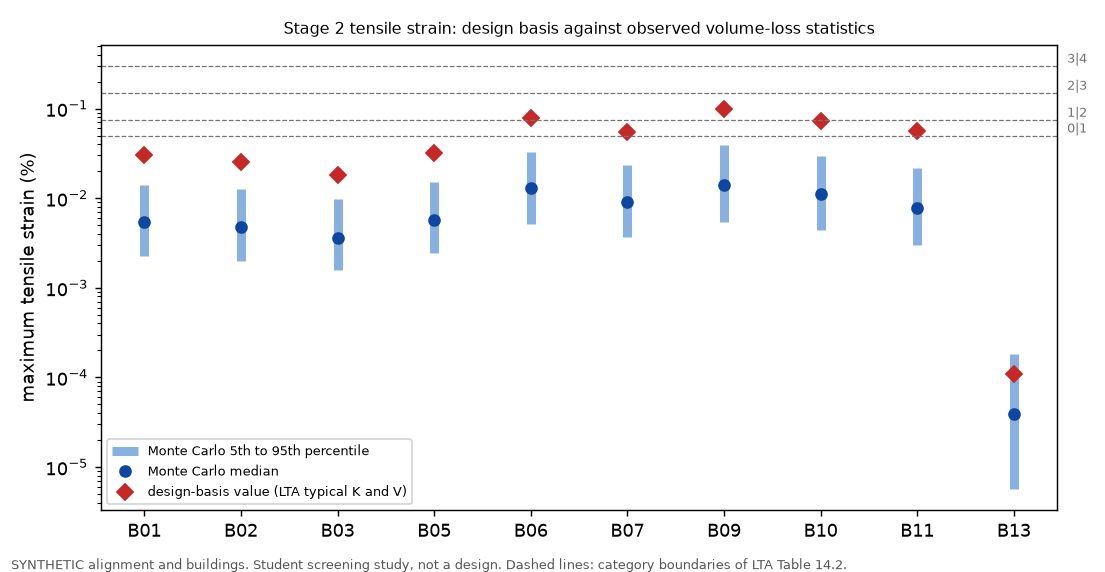 Stage 2 tensile strain: design basis against observed volume-loss statistics
3|4
2|3
1|2
0|1
10⁻¹
10⁻²
10⁻³
10⁻⁴
10⁻⁵
maximum tensile strain (%)
Monte Carlo 5th to 95th percentile
Monte Carlo median
design-basis value (LTA typical K and V)
B01 B02 B03 B05 B06 B07 B09 B10 B11 B13
SYNTHETIC alignment and buildings. Student screening study, not a design. Dashed lines: category boundaries of LTA Table 14.2.